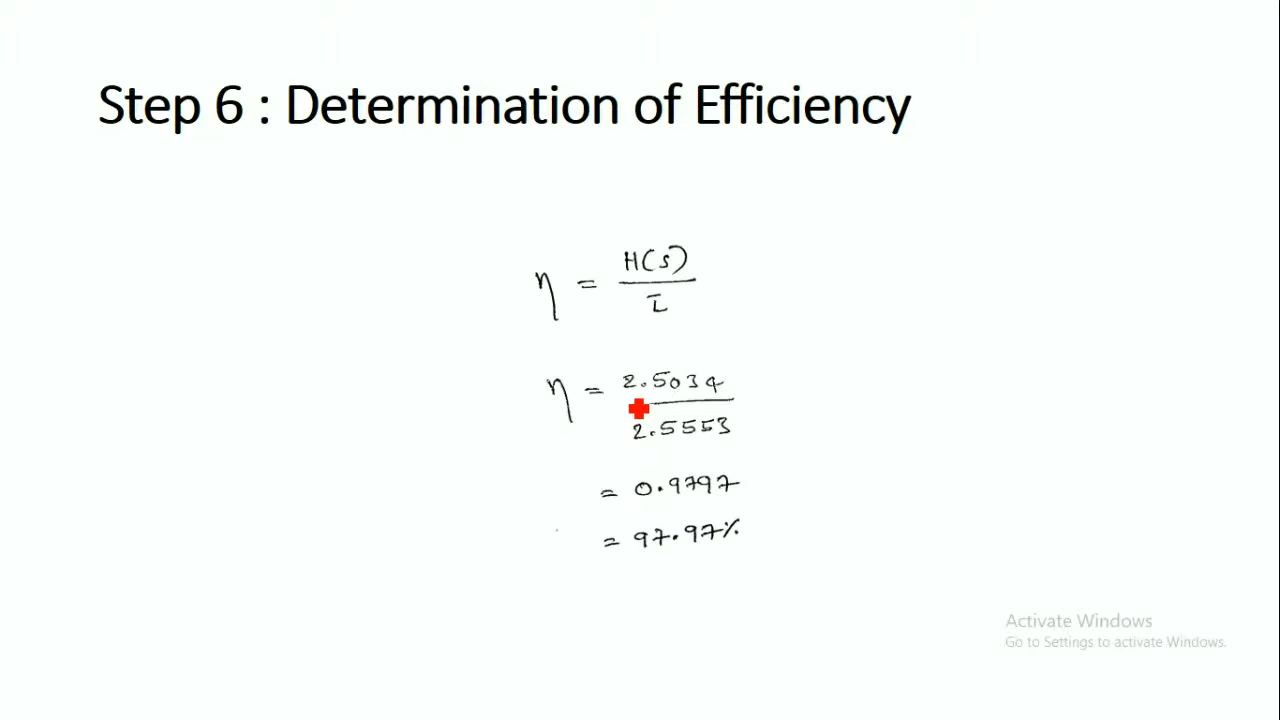 Step 6 : Determination of Efficiency
η = H(s) / L
η = 2.5034 / 2.5553
= 0.9797
= 97.97%
Activate Windows
Go to Settings to activate Windows.